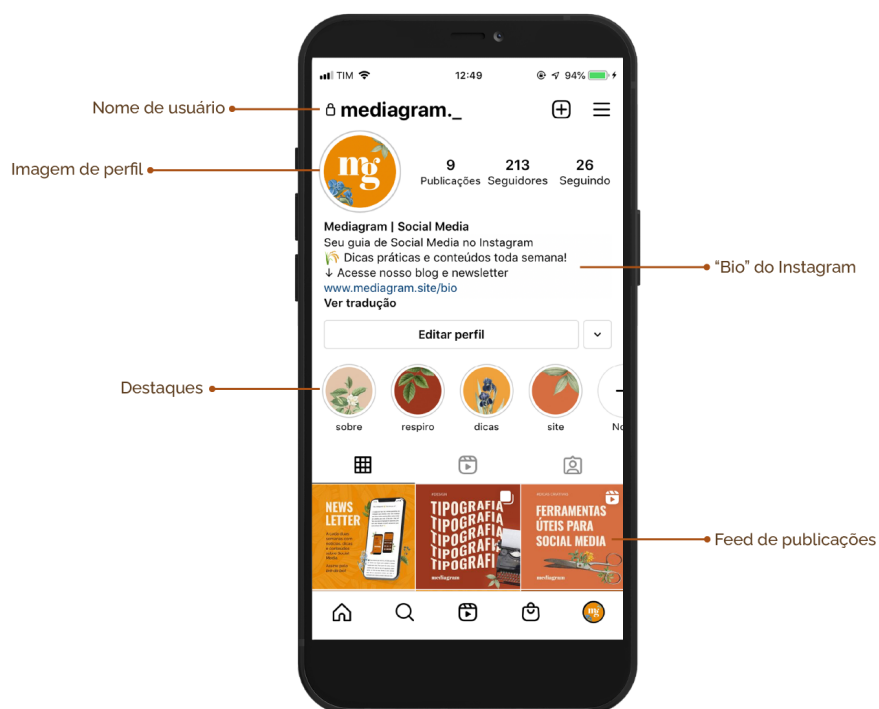 TIM 12:49 94%
Nome de usuário
mediagram._
Imagem de perfil
mg
9 213 26
Publicações Seguidores Seguindo
Mediagram | Social Media
Seu guia de Social Media no Instagram
Dicas práticas e conteúdos toda semana!
↓ Acesse nosso blog e newsletter
www.mediagram.site/bio
Ver tradução
"Bio" do Instagram
Editar perfil
Destaques
sobre respiro dicas site
NEWS
LETTER
TIPOGRAFIA
TIPOGRAFIA
TIPOGRAFIA
TIPOGRAFIA
TIPOGRAFI
mediagram
FERRAMENTAS
ÚTEIS PARA
SOCIAL MEDIA
mediagram
Feed de publicações
mg